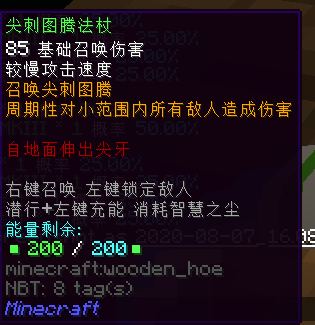 尖刺图腾法杖
85 基础召唤伤害
较慢攻击速度
召唤尖刺图腾
周期性对小范围内所有敌人造成伤害
自地面伸出尖牙
右键召唤 左键锁定敌人
潜行+左键充能 消耗智慧之尘
能量剩余:
200 / 200
minecraft:wooden_hoe
NBT: 8 tag(s)
Minecraft